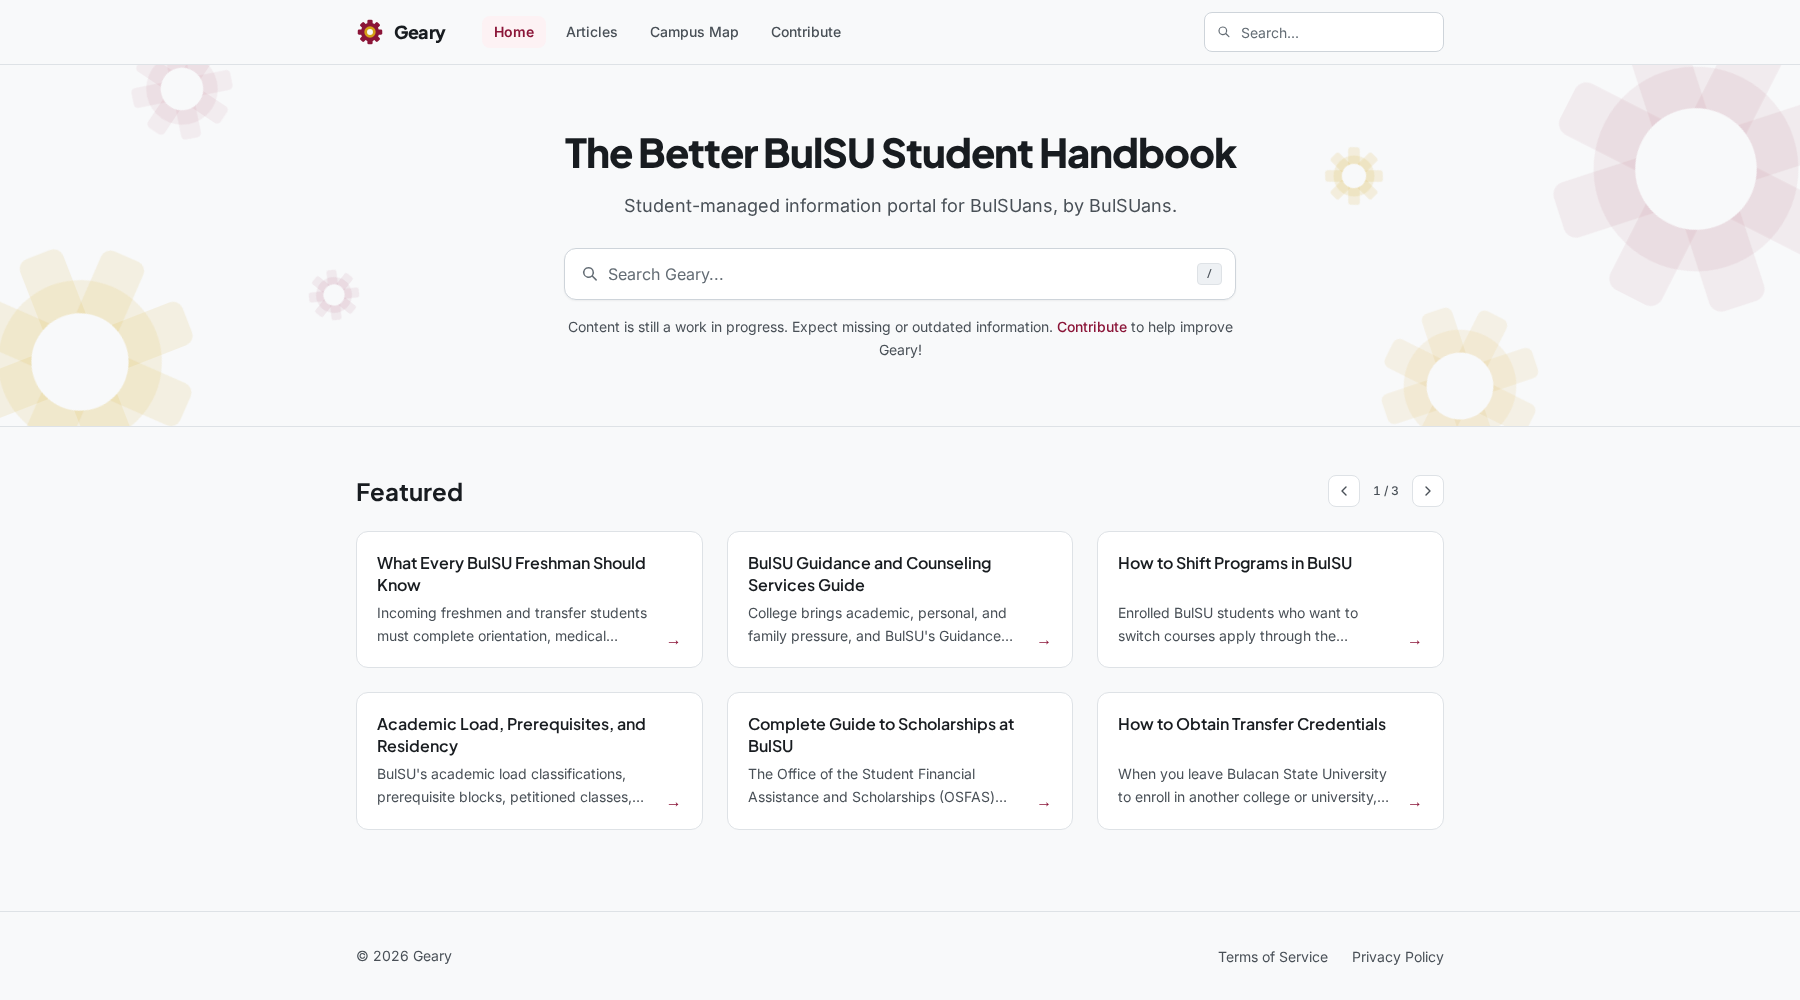 Geary
Home
Articles
Campus Map
Contribute
Search...
The Better BulSU Student Handbook
Student-managed information portal for BulSUans, by BulSUans.
Search Geary...
/
Content is still a work in progress. Expect missing or outdated information. Contribute to help improve
Geary!
Featured
1 / 3
What Every BulSU Freshman Should
Know
Incoming freshmen and transfer students
must complete orientation, medical...
→
BulSU Guidance and Counseling
Services Guide
College brings academic, personal, and
family pressure, and BulSU's Guidance...
→
How to Shift Programs in BulSU
Enrolled BulSU students who want to
switch courses apply through the...
→
Academic Load, Prerequisites, and
Residency
BulSU's academic load classifications,
prerequisite blocks, petitioned classes,...
→
Complete Guide to Scholarships at
BulSU
The Office of the Student Financial
Assistance and Scholarships (OSFAS)...
→
How to Obtain Transfer Credentials
When you leave Bulacan State University
to enroll in another college or university,...
→
© 2026 Geary
Terms of Service
Privacy Policy